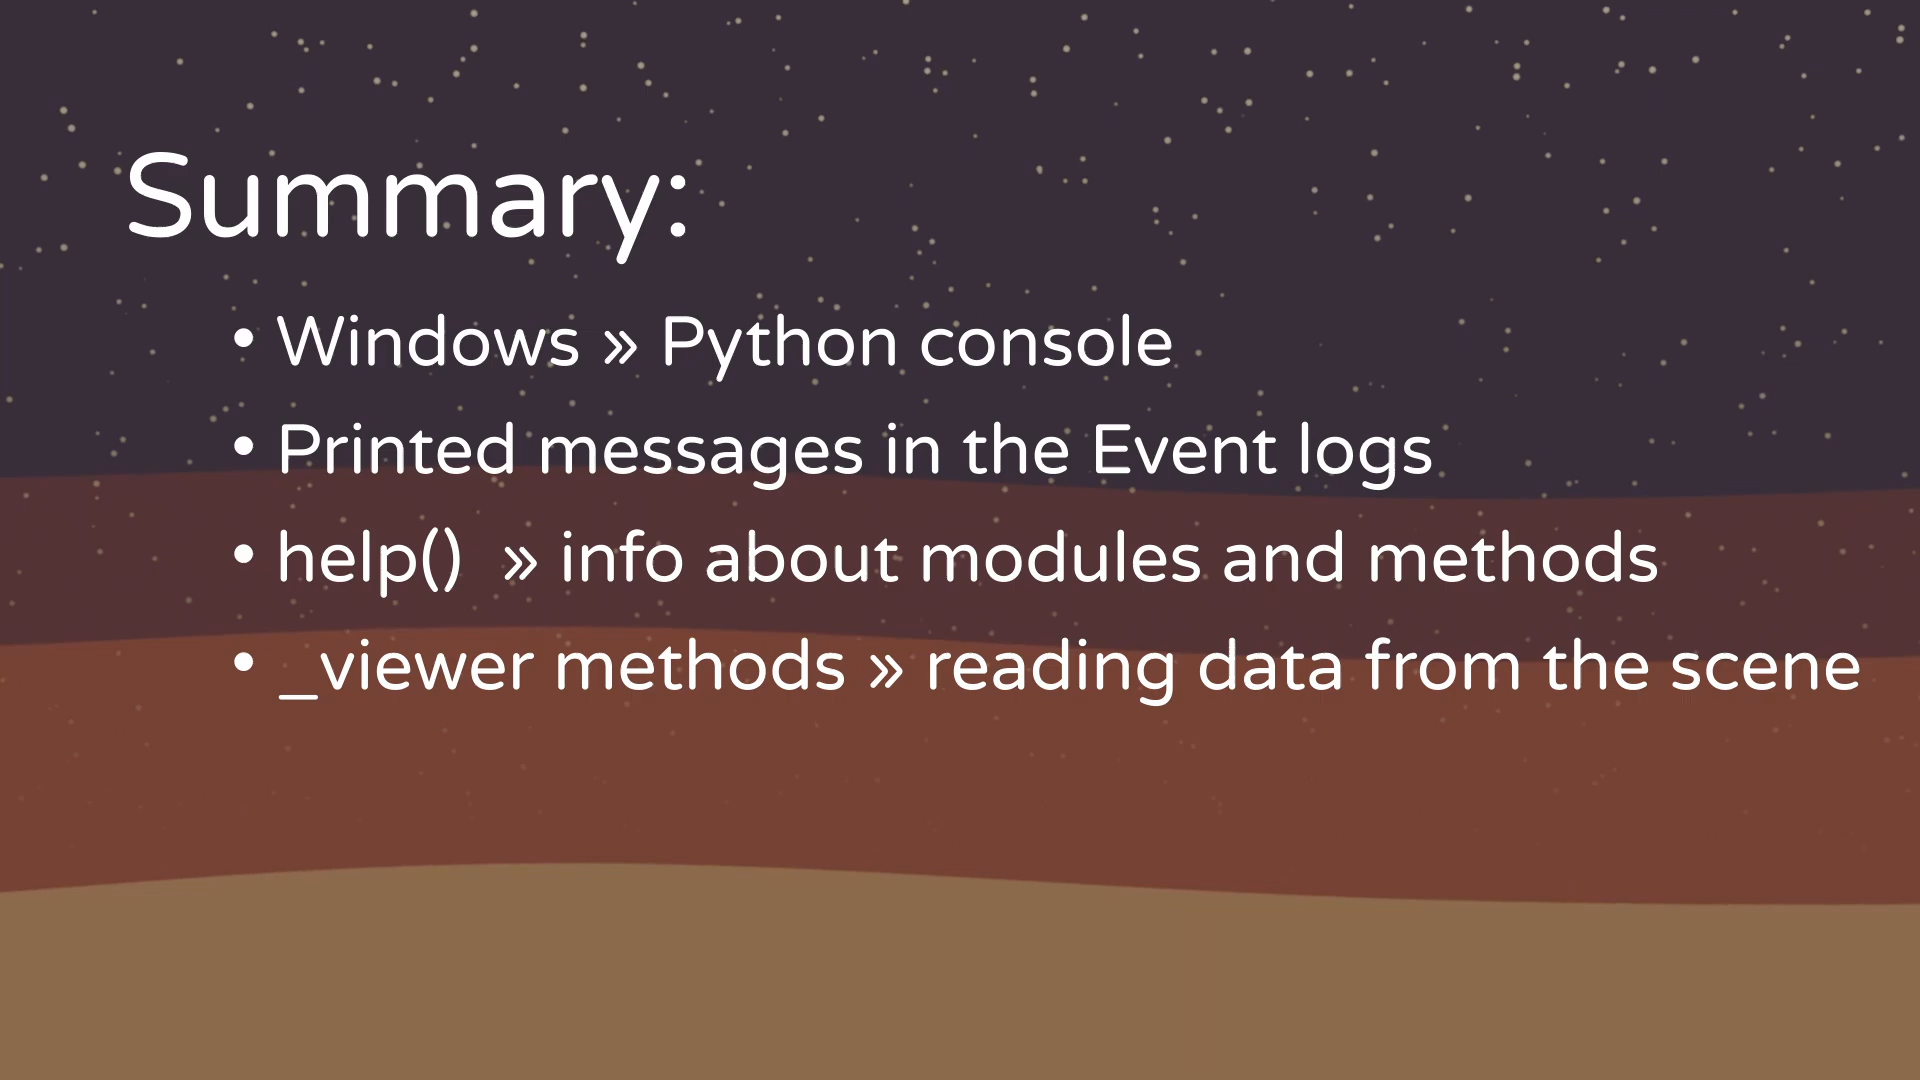 Summary:
• Windows » Python console
• Printed messages in the Event logs
• help()  » info about modules and methods
• _viewer methods » reading data from the scene